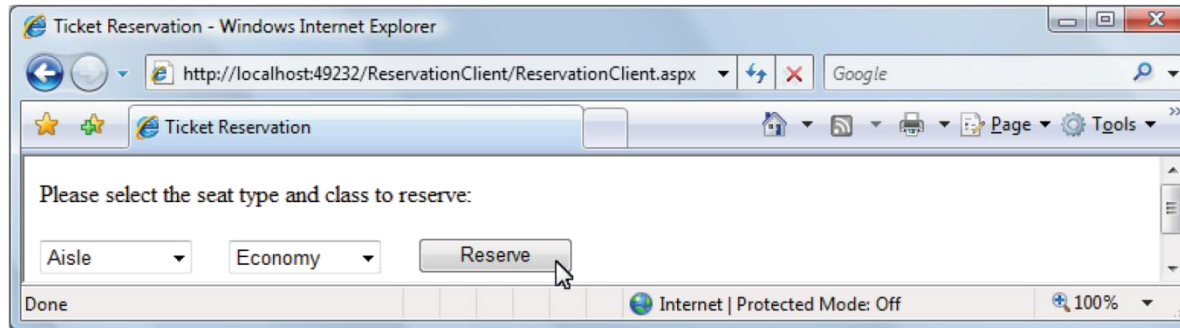 Ticket Reservation - Windows Internet Explorer
http://localhost:49232/ReservationClient/ReservationClient.aspx Google
Ticket Reservation Page Tools
Please select the seat type and class to reserve:
Aisle Economy Reserve
Done Internet | Protected Mode: Off 100%